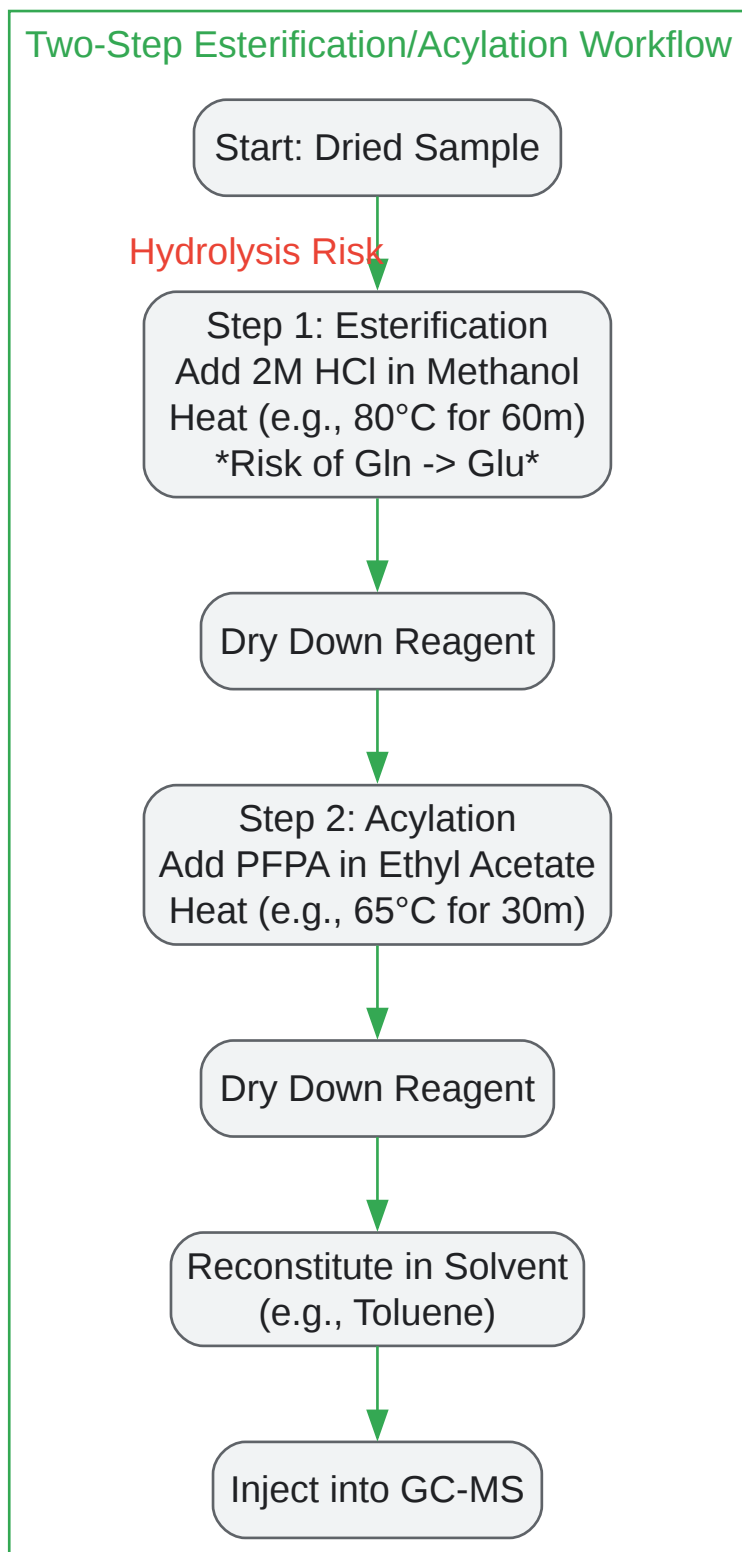 Two-Step Esterification/Acylation Workflow
Start: Dried Sample
Hydrolysis Risk
Step 1: Esterification
Add 2M HCl in Methanol
Heat (e.g., 80°C for 60m)
*Risk of Gln -> Glu*
Dry Down Reagent
Step 2: Acylation
Add PFPA in Ethyl Acetate
Heat (e.g., 65°C for 30m)
Dry Down Reagent
Reconstitute in Solvent
(e.g., Toluene)
Inject into GC-MS